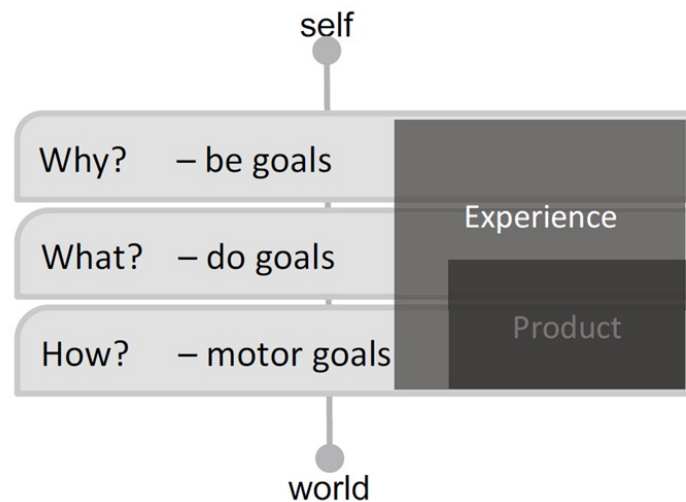 self
Why? – be goals
Experience
What? – do goals
Product
How? – motor goals
world